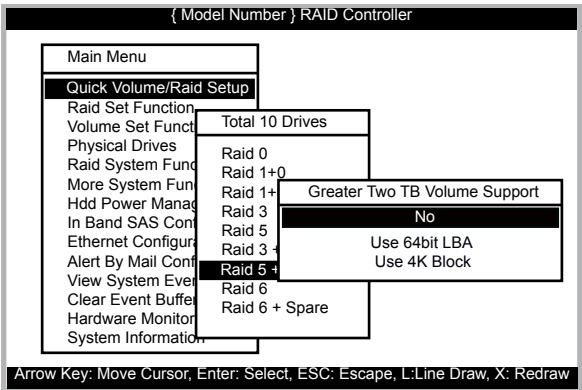 { Model Number } RAID Controller
Main Menu
Quick Volume/Raid Setup
Raid Set Function
Volume Set Funct
Physical Drives
Raid System Func
More System Fun
Hdd Power Manag
In Band SAS Con
Ethernet Configura
Alert By Mail Conf
View System Even
Clear Event Buffer
Hardware Monitor
System Information
Total 10 Drives
Raid 0
Raid 1+0
Raid 1+
Raid 3
Raid 5
Raid 3 +
Raid 5 +
Raid 6
Raid 6 + Spare
Greater Two TB Volume Support
No
Use 64bit LBA
Use 4K Block
Arrow Key: Move Cursor, Enter: Select, ESC: Escape, L:Line Draw, X: Redraw